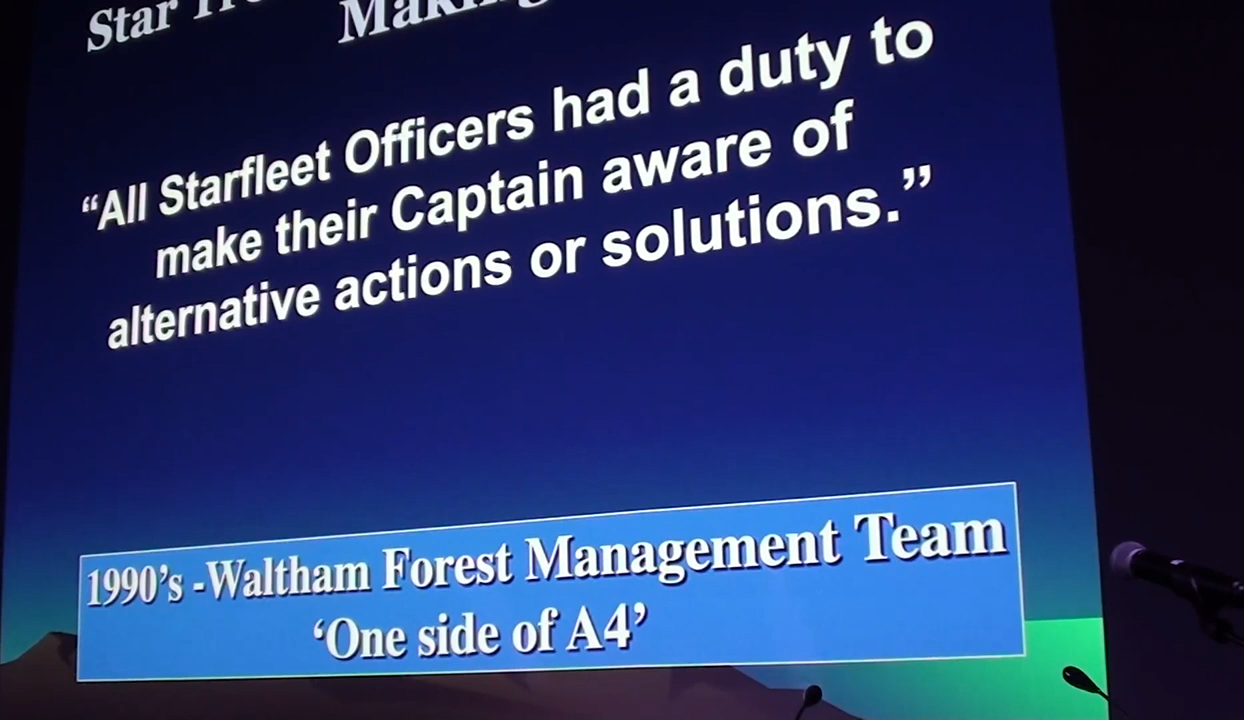 Star
Making
“All Starfleet Officers had a duty to
make their Captain aware of
alternative actions or solutions.”
1990’s -Waltham Forest Management Team
‘One side of A4’